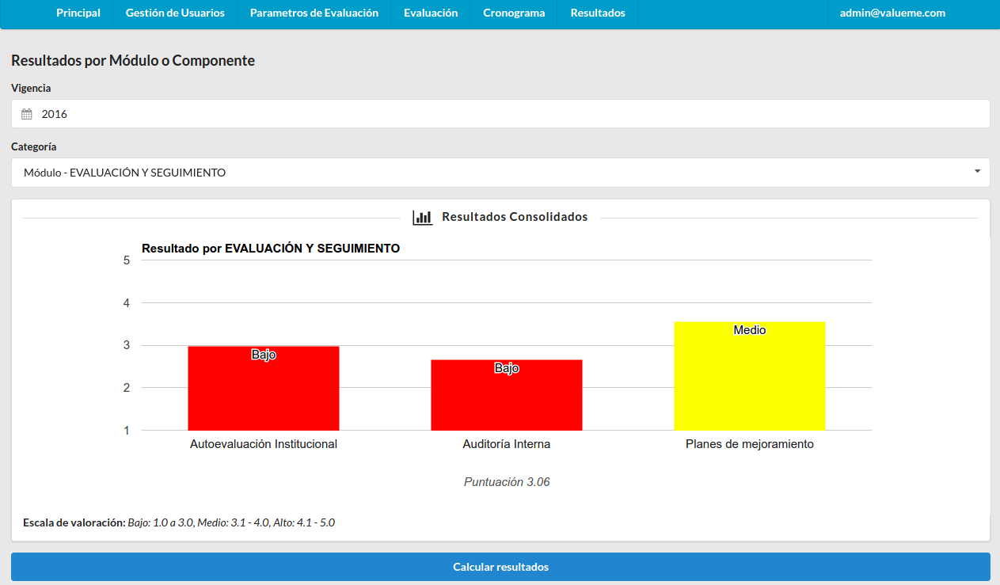 Principal Gestión de Usuarios Parametros de Evaluación Evaluación Cronograma Resultados admin@valueme.com
Resultados por Módulo o Componente
Vigencia
2016
Categoría
Módulo - EVALUACIÓN Y SEGUIMIENTO
Resultados Consolidados
Resultado por EVALUACIÓN Y SEGUIMIENTO
5
4
Medio
3
Bajo
Bajo
2
1
Autoevaluación Institucional Auditoría Interna Planes de mejoramiento
Puntuación 3.06
Escala de valoración: Bajo: 1.0 a 3.0, Medio: 3.1 - 4.0, Alto: 4.1 - 5.0
Calcular resultados